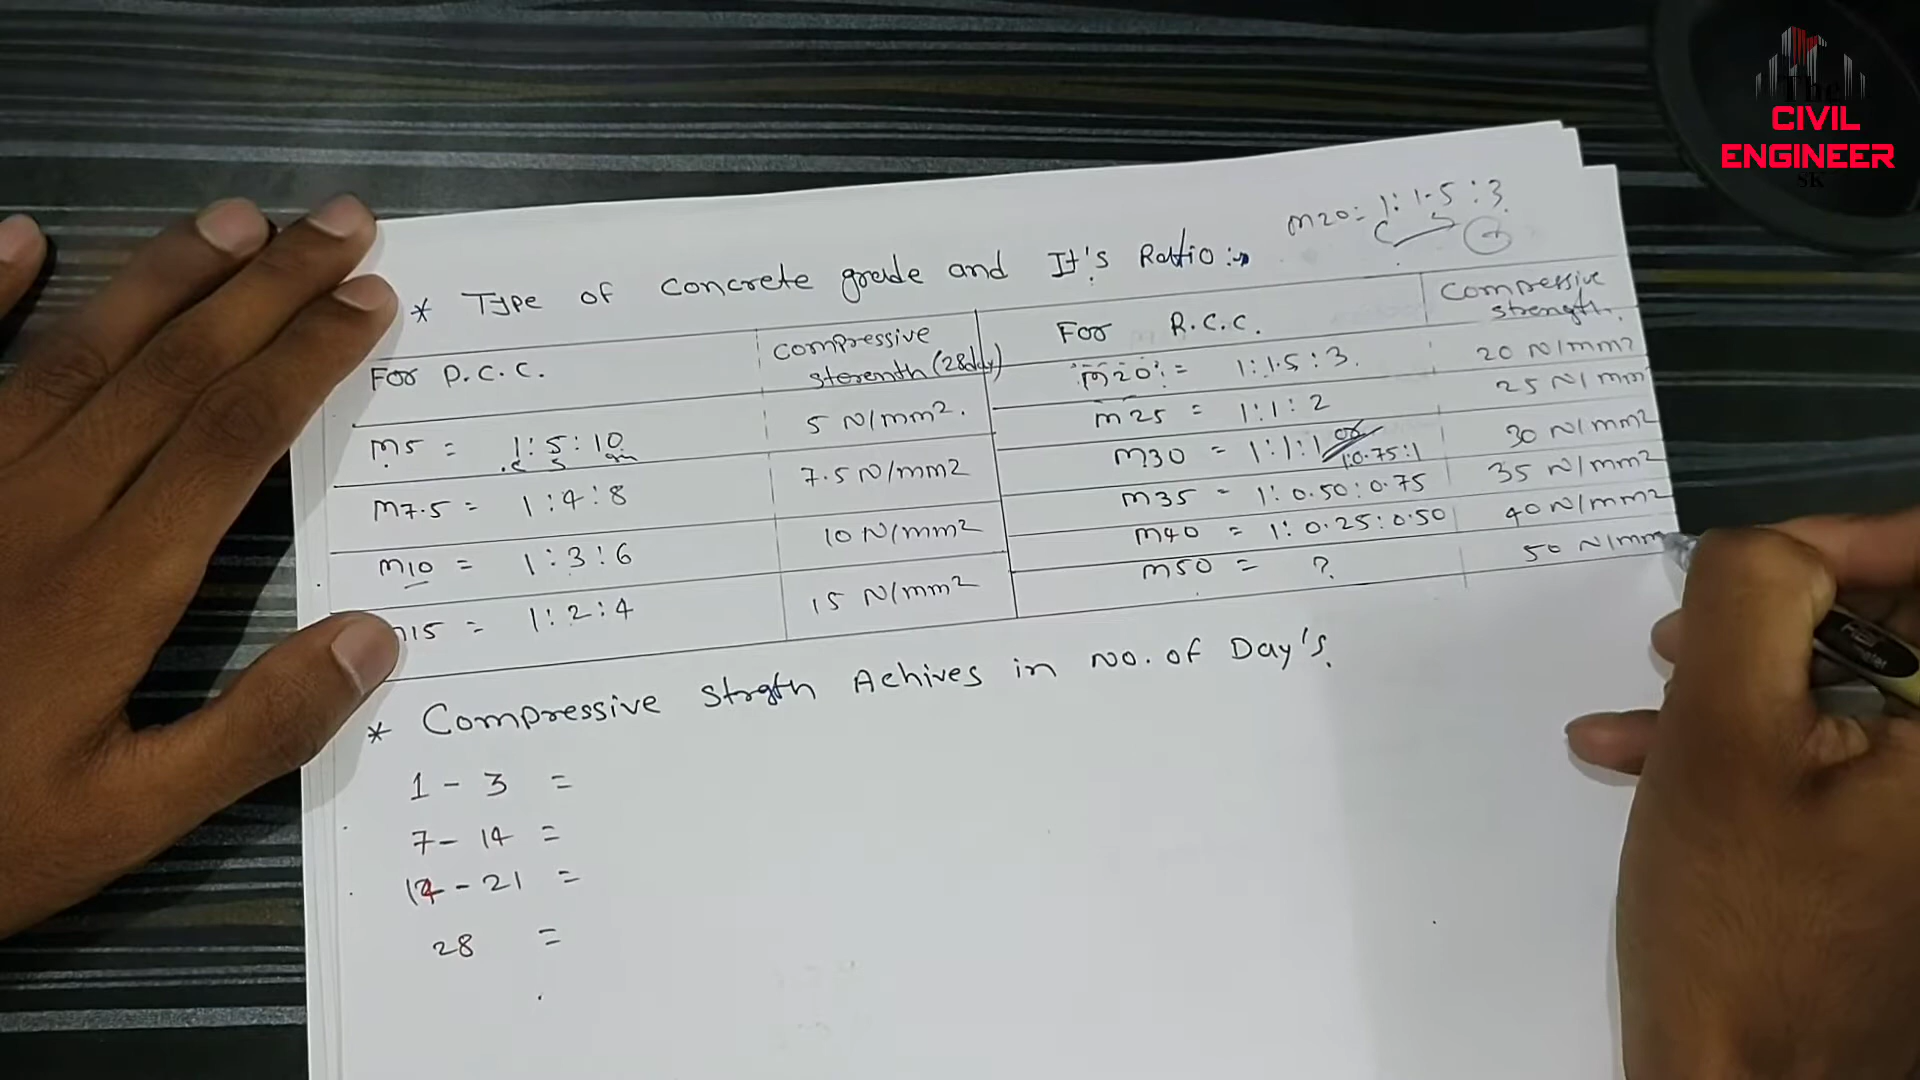 The
CIVIL
ENGINEER
SK
M20= 1:1.5:3
* Type of concrete grade and It's Ratio:→
For P.C.C.
compressive
storenth (28day)
M5 = 1:5:10
C S
5 N/mm2.
M7.5 = 1:4:8
7.5 N/mm2
M10 = 1:3:6
10 N/mm2
M15 = 1:2:4
15 N/mm2
For R.C.C.
Compressive
strength.
M20 = 1:1.5:3.
20 N/mm2
M25 = 1:1:2
25 N/mm
M30 = 1:1:1 or
1:0.75:1
30 N/mm2
M35 = 1:0.50:0.75
35 N/mm2
M40 = 1:0.25:0.50
40 N/mm2
M50 = ?
50 N/mm
* Compressive Strgth Achives in No. of Day's.
1 - 3 =
7 - 14 =
14 - 21 =
28 =